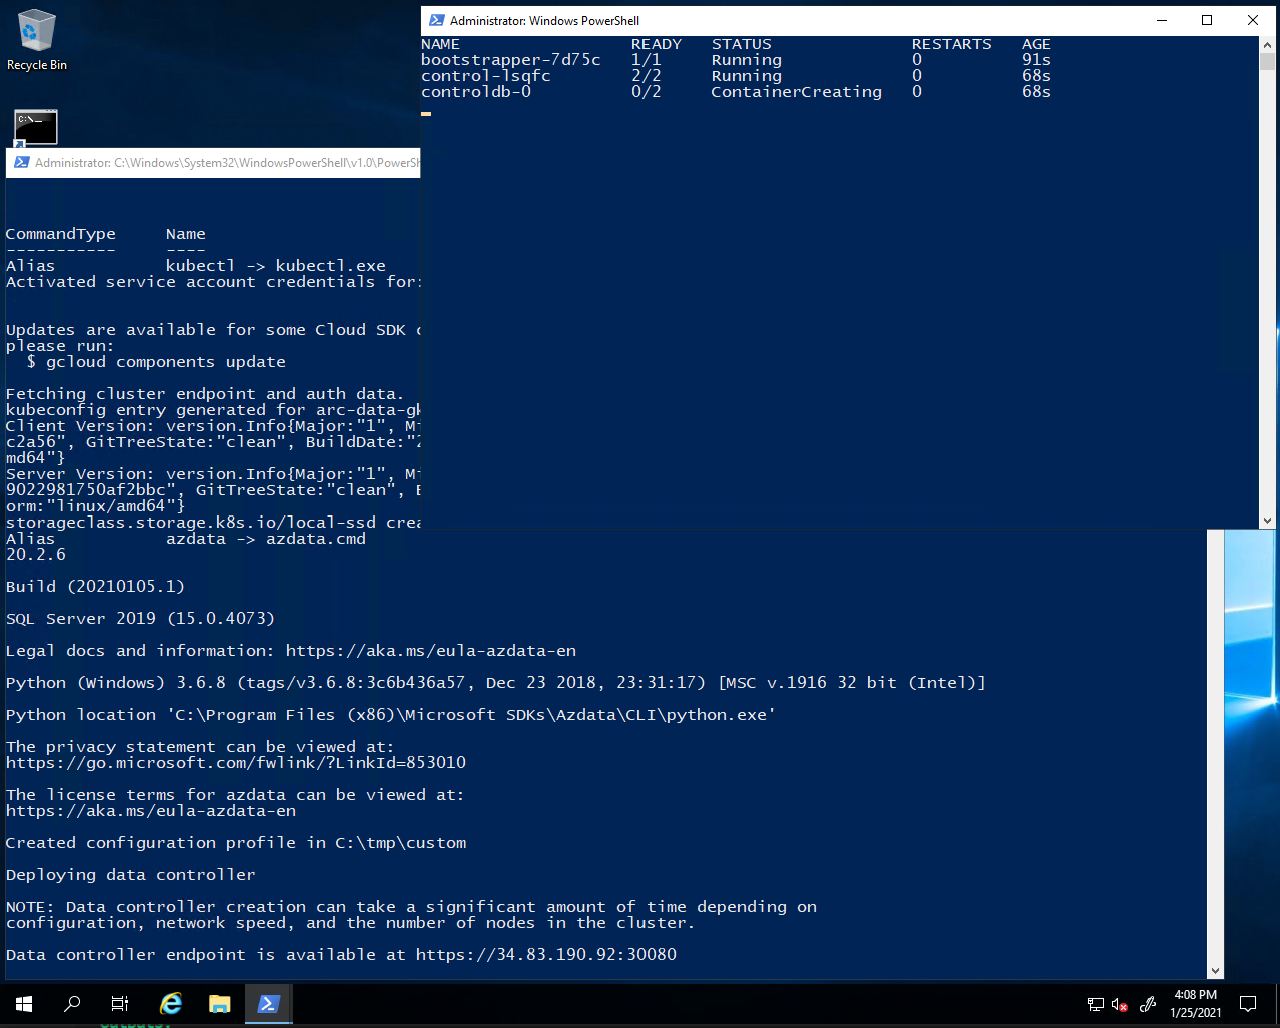 Recycle Bin
Administrator: Windows PowerShell
NAME READY STATUS RESTARTS AGE
bootstrapper-7d75c 1/1 Running 0 91s
control-lsqfc 2/2 Running 0 68s
controldb-0 0/2 ContainerCreating 0 68s
C:\>_
Administrator: C:\Windows\System32\WindowsPowerShell\v1.0\PowerSh
CommandType Name
----------- ----
Alias kubectl -> kubectl.exe
Activated service account credentials for:
Updates are available for some Cloud SDK c
please run:
$ gcloud components update
Fetching cluster endpoint and auth data.
kubeconfig entry generated for arc-data-gk
Client Version: version.Info{Major:"1", Mi
c2a56", GitTreeState:"clean", BuildDate:"2
md64"}
Server Version: version.Info{Major:"1", Mi
9022981750af2bbc", GitTreeState:"clean", B
orm:"linux/amd64"}
storageclass.storage.k8s.io/local-ssd crea
Alias azdata -> azdata.cmd
20.2.6
Build (20210105.1)
SQL Server 2019 (15.0.4073)
Legal docs and information: https://aka.ms/eula-azdata-en
Python (Windows) 3.6.8 (tags/v3.6.8:3c6b436a57, Dec 23 2018, 23:31:17) [MSC v.1916 32 bit (Intel)]
Python location 'C:\Program Files (x86)\Microsoft SDKs\Azdata\CLI\python.exe'
The privacy statement can be viewed at:
https://go.microsoft.com/fwlink/?LinkId=853010
The license terms for azdata can be viewed at:
https://aka.ms/eula-azdata-en
Created configuration profile in C:\tmp\custom
Deploying data controller
NOTE: Data controller creation can take a significant amount of time depending on
configuration, network speed, and the number of nodes in the cluster.
Data controller endpoint is available at https://34.83.190.92:30080
4:08 PM
1/25/2021